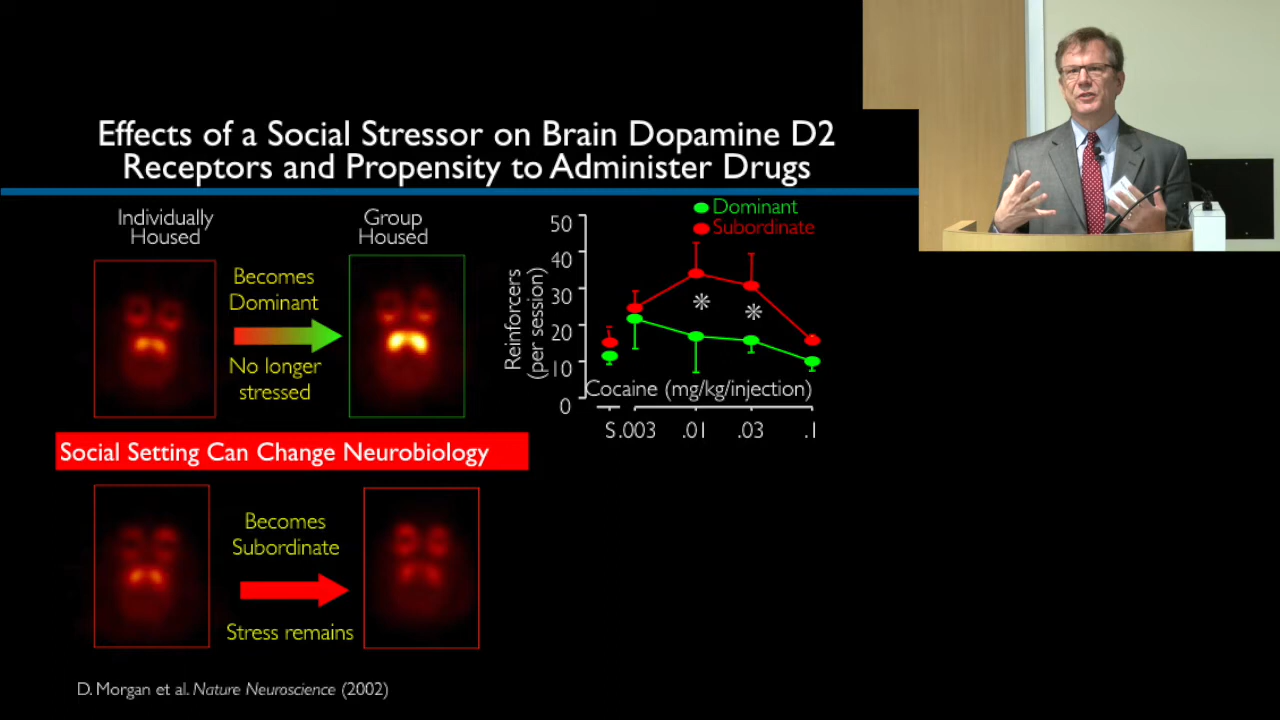 Effects of a Social Stressor on Brain Dopamine D2
Receptors and Propensity to Administer Drugs
Individually
Housed
Group
Housed
Becomes
Dominant
No longer
stressed
Dominant
Subordinate
Reinforcers
(per session)
50
40
30
20
10
0
Cocaine (mg/kg/injection)
S .003 .01 .03 .1
Social Setting Can Change Neurobiology
Becomes
Subordinate
Stress remains
D. Morgan et al. Nature Neuroscience (2002)